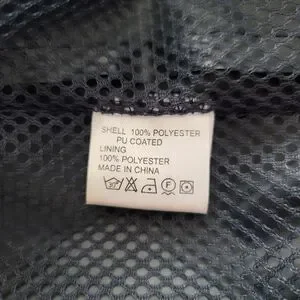 SHELL 100% POLYESTER
PU COATED
LINING
100% POLYESTER
MADE IN CHINA